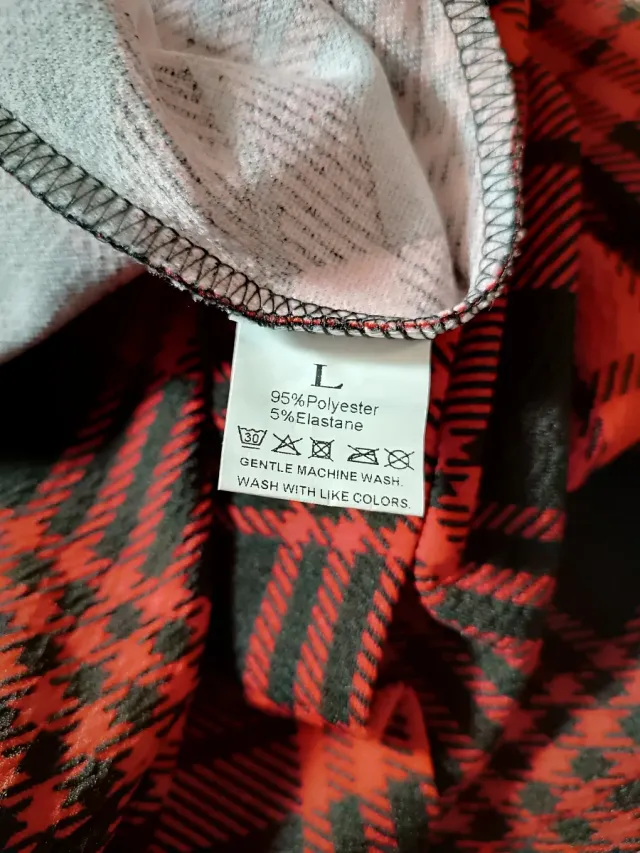 L
95%Polyester
5%Elastane
30
GENTLE MACHINE WASH.
WASH WITH LIKE COLORS.